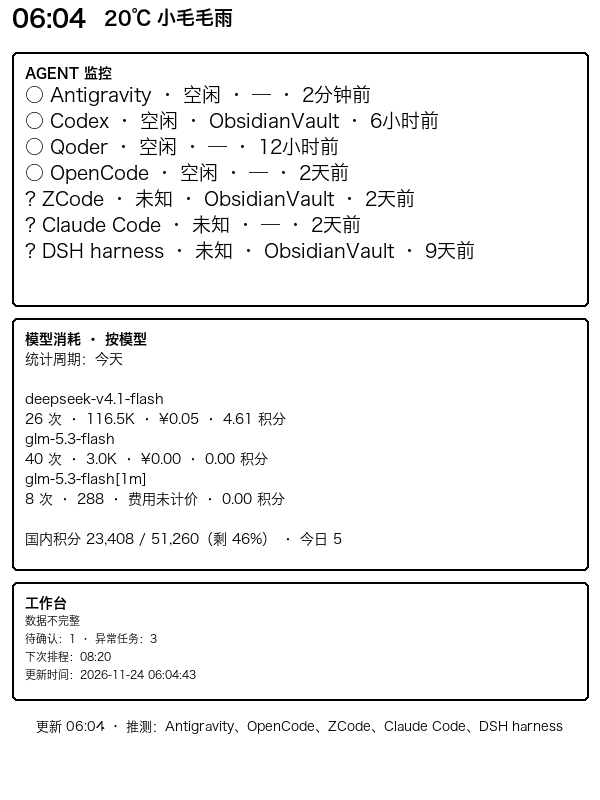 06:04 20℃ 小毛毛雨
AGENT 监控
○ Antigravity · 空闲 · — · 2分钟前
○ Codex · 空闲 · ObsidianVault · 6小时前
○ Qoder · 空闲 · — · 12小时前
○ OpenCode · 空闲 · — · 2天前
? ZCode · 未知 · ObsidianVault · 2天前
? Claude Code · 未知 · — · 2天前
? DSH harness · 未知 · ObsidianVault · 9天前
模型消耗 · 按模型
统计周期：今天
deepseek-v4.1-flash
26 次 · 116.5K · ¥0.05 · 4.61 积分
glm-5.3-flash
40 次 · 3.0K · ¥0.00 · 0.00 积分
glm-5.3-flash[1m]
8 次 · 288 · 费用未计价 · 0.00 积分
国内积分 23,408 / 51,260（剩 46%） · 今日 5
工作台
数据不完整
待确认：1 · 异常任务：3
下次排程：08:20
更新时间：2026-11-24 06:04:43
更新 06:04 · 推测：Antigravity、OpenCode、ZCode、Claude Code、DSH harness